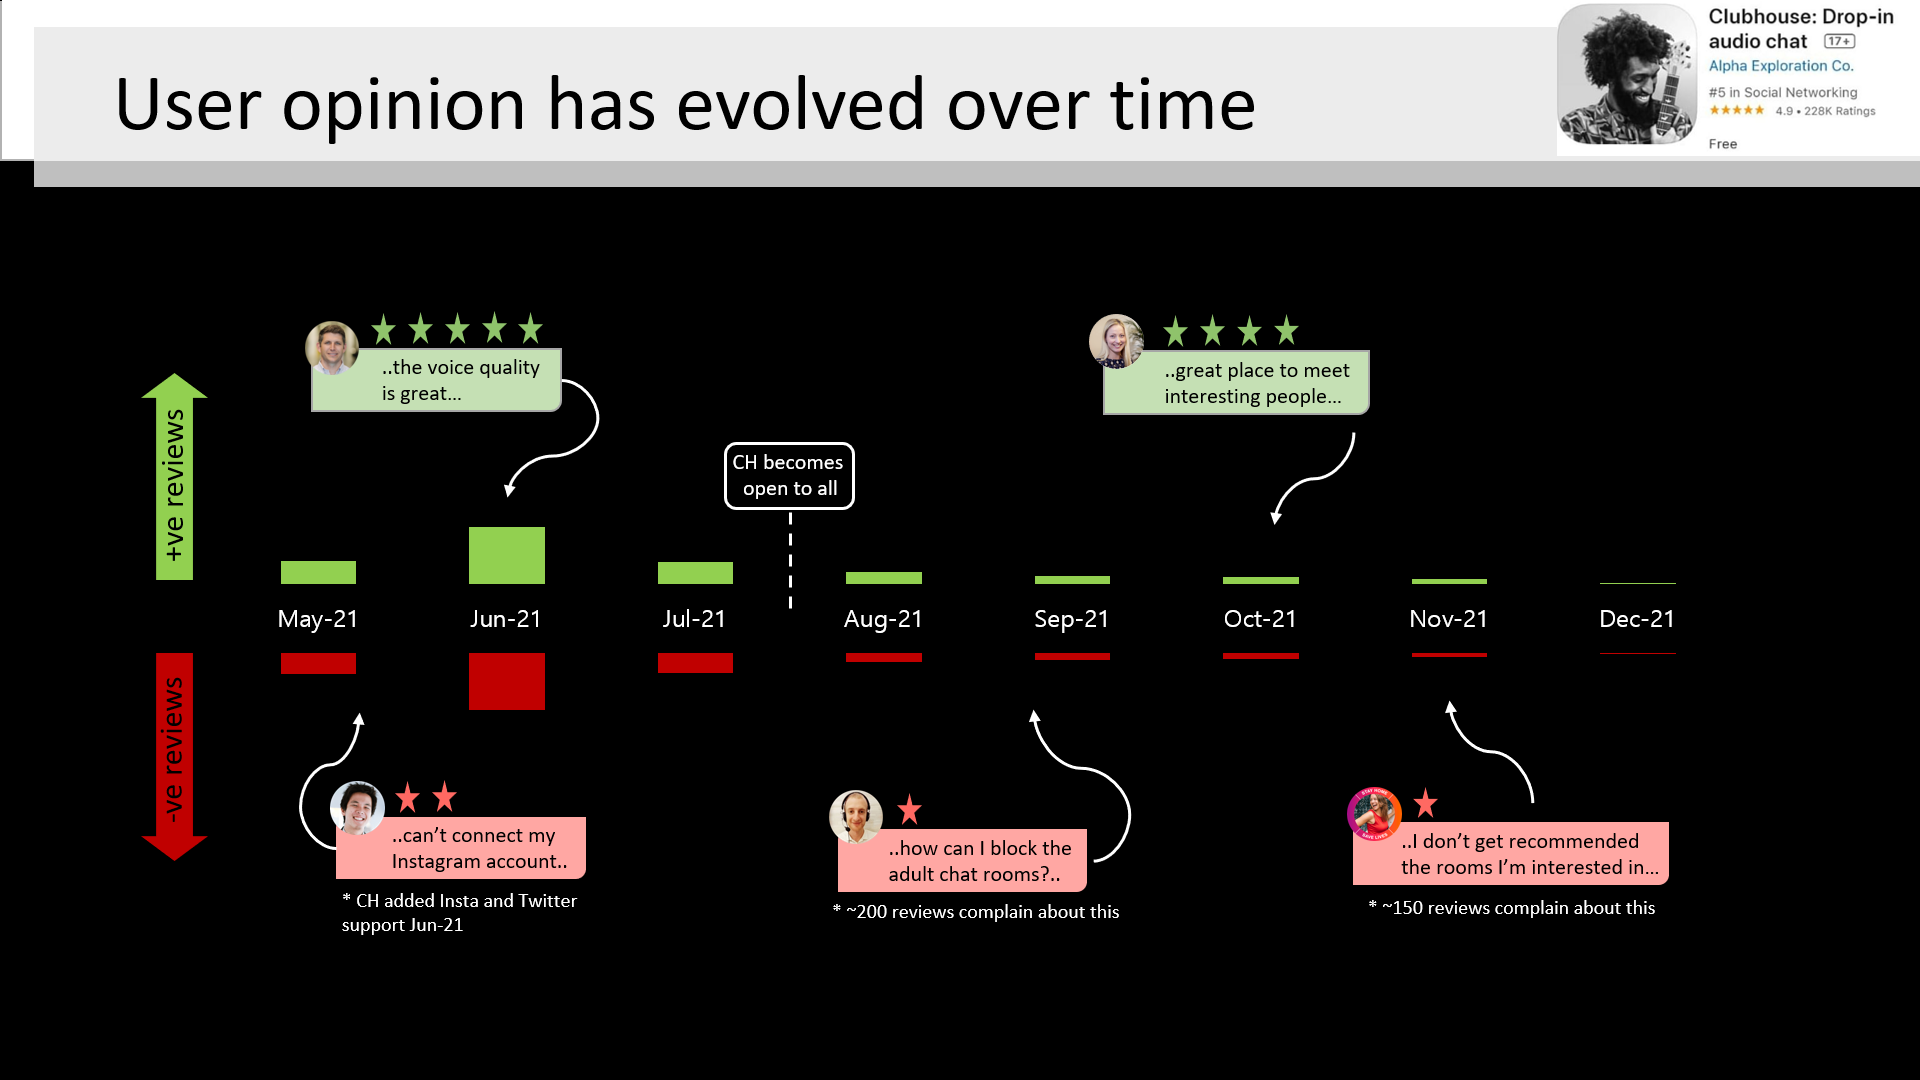 User opinion has evolved over time
Clubhouse: Drop-in
audio chat 17+
Alpha Exploration Co.
#5 in Social Networking
4.9 • 228K Ratings
Free
..the voice quality
is great...
..great place to meet
interesting people...
+ve reviews
CH becomes
open to all
May-21
Jun-21
Jul-21
Aug-21
Sep-21
Oct-21
Nov-21
Dec-21
-ve reviews
..can’t connect my
Instagram account..
* CH added Insta and Twitter
support Jun-21
..how can I block the
adult chat rooms?..
* ~200 reviews complain about this
STAY HOME
SAVE LIVES
..I don’t get recommended
the rooms I’m interested in...
* ~150 reviews complain about this